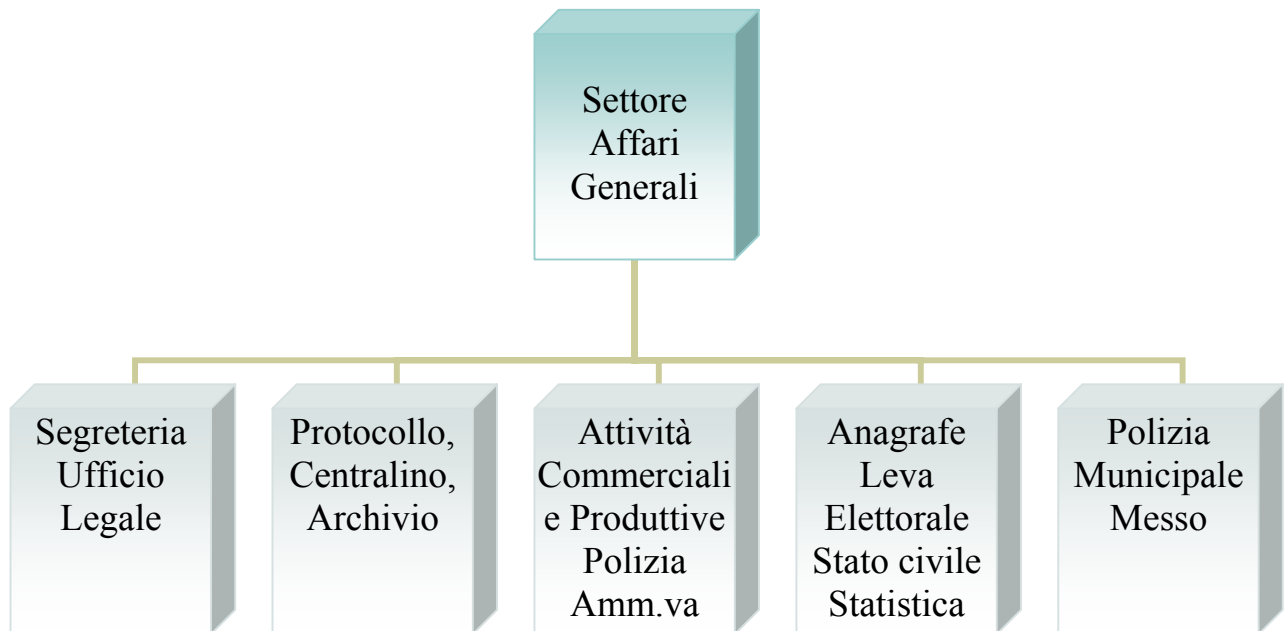 Settore
Affari
Generali
Segreteria
Ufficio
Legale
Protocollo,
Centralino,
Archivio
Attività
Commerciali
e Produttive
Polizia
Amm.va
Anagrafe
Leva
Elettorale
Stato civile
Statistica
Polizia
Municipale
Messo